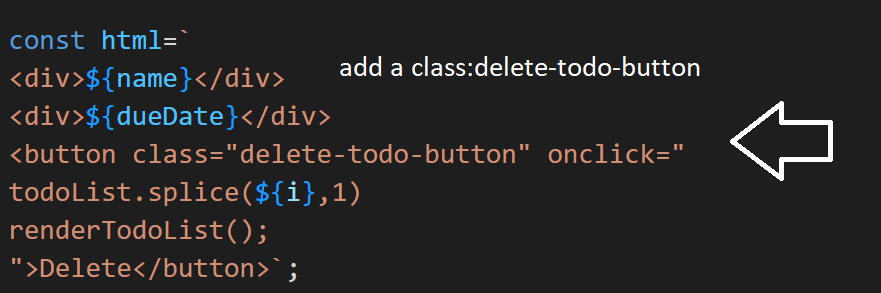 const html=`
<div>${name}</div>
add a class:delete-todo-button
<div>${dueDate}</div>
<button class="delete-todo-button" onclick="
todoList.splice(${i},1)
renderTodoList();
">Delete</button>`;